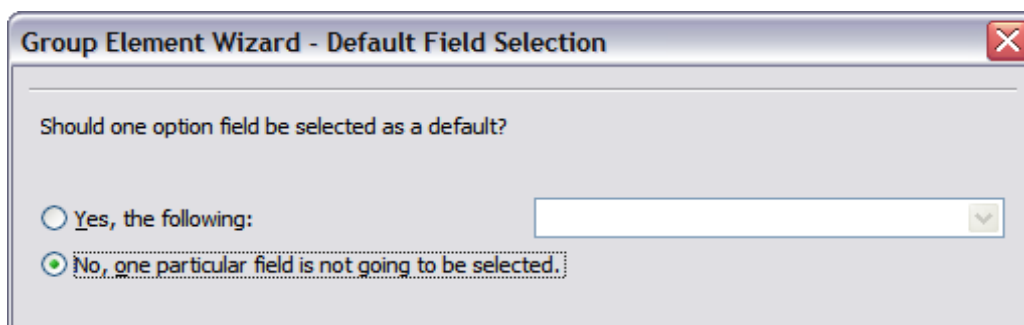 Group Element Wizard - Default Field Selection
Should one option field be selected as a default?
Yes, the following:
No, one particular field is not going to be selected.